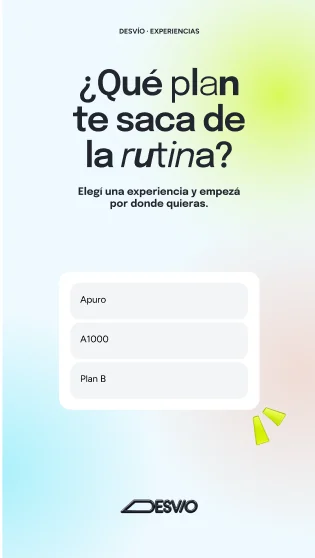 DESVÍO · EXPERIENCIAS
¿Qué plan
te saca de
la rutina?
Elegí una experiencia y empezá
por donde quieras.
Apuro
A1000
Plan B
DESVIO